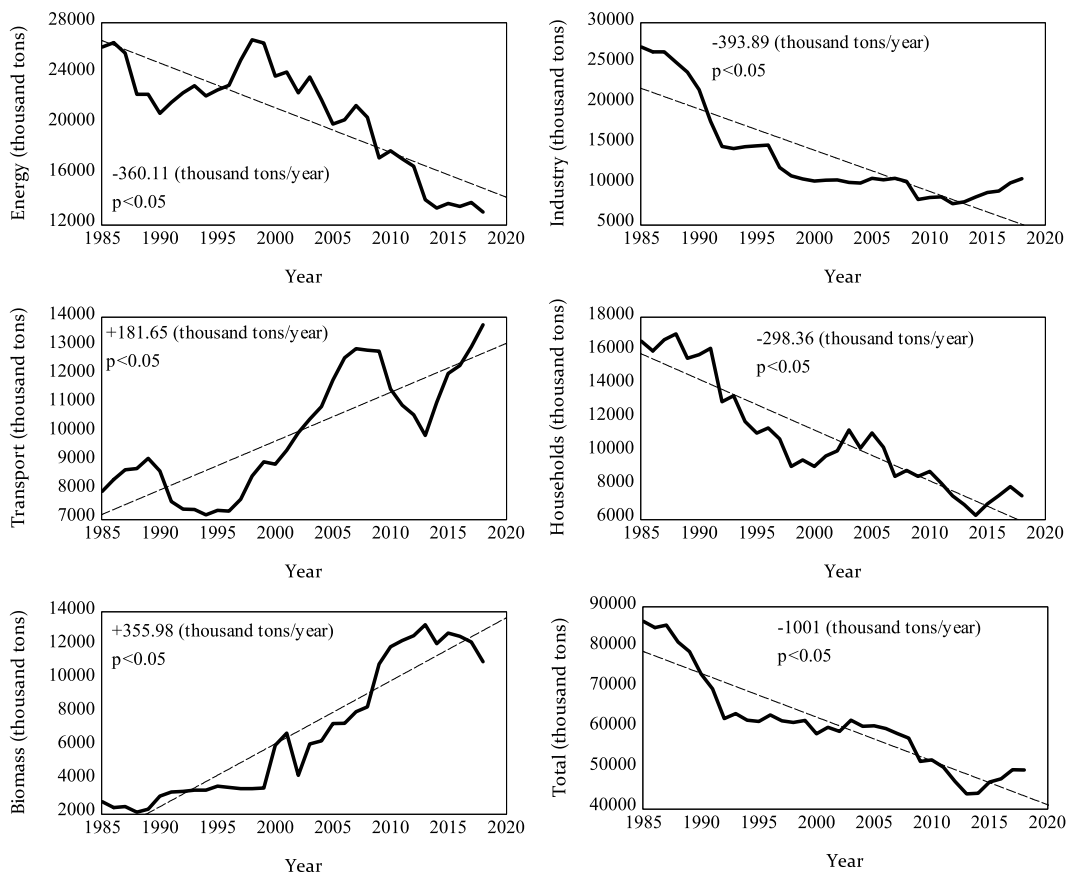 Energy (thousand tons)
28000
24000
20000
16000
12000
-360.11 (thousand tons/year)
p<0.05
1985 1990 1995 2000 2005 2010 2015 2020
Year
Industry (thousand tons)
30000
25000
20000
15000
10000
5000
-393.89 (thousand tons/year)
p<0.05
1985 1990 1995 2000 2005 2010 2015 2020
Year
Transport (thousand tons)
14000
13000
12000
11000
10000
9000
8000
7000
+181.65 (thousand tons/year)
p<0.05
1985 1990 1995 2000 2005 2010 2015 2020
Year
Households (thousand tons)
18000
16000
14000
12000
10000
8000
6000
-298.36 (thousand tons/year)
p<0.05
1985 1990 1995 2000 2005 2010 2015 2020
Year
Biomass (thousand tons)
14000
12000
10000
8000
6000
4000
2000
+355.98 (thousand tons/year)
p<0.05
1985 1990 1995 2000 2005 2010 2015 2020
Year
Total (thousand tons)
90000
80000
70000
60000
50000
40000
-1001 (thousand tons/year)
p<0.05
1985 1990 1995 2000 2005 2010 2015 2020
Year